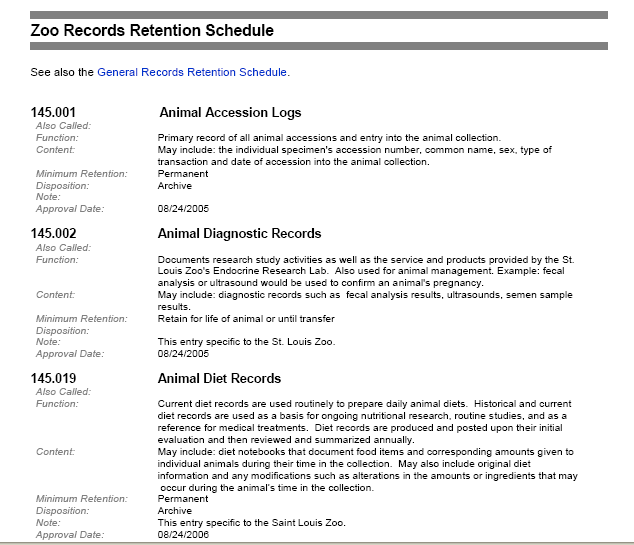 Zoo Records Retention Schedule
See also the General Records Retention Schedule.
145.001 Animal Accession Logs
Also Called:
Function: Primary record of all animal accessions and entry into the animal collection.
Content: May include: the individual specimen's accession number, common name, sex, type of
transaction and date of accession into the animal collection.
Minimum Retention: Permanent
Disposition: Archive
Note:
Approval Date: 08/24/2005
145.002 Animal Diagnostic Records
Also Called:
Function: Documents research study activities as well as the service and products provided by the St.
Louis Zoo's Endocrine Research Lab. Also used for animal management. Example: fecal
analysis or ultrasound would be used to confirm an animal's pregnancy.
Content: May include: diagnostic records such as fecal analysis results, ultrasounds, semen sample
results.
Minimum Retention: Retain for life of animal or until transfer
Disposition:
Note: This entry specific to the St. Louis Zoo.
Approval Date: 08/24/2005
145.019 Animal Diet Records
Also Called:
Function: Current diet records are used routinely to prepare daily animal diets. Historical and current
diet records are used as a basis for ongoing nutritional research, routine studies, and as a
reference for medical treatments. Diet records are produced and posted upon their initial
evaluation and then reviewed and summarized annually.
Content: May include: diet notebooks that document food items and corresponding amounts given to
individual animals during their time in the collection. May also include original diet
information and any modifications such as alterations in the amounts or ingredients that may
occur during the animal's time in the collection.
Minimum Retention: Permanent
Disposition: Archive
Note: This entry specific to the Saint Louis Zoo.
Approval Date: 08/24/2006